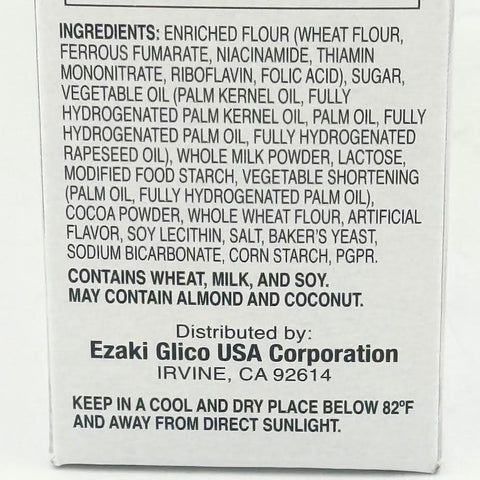 INGREDIENTS: ENRICHED FLOUR (WHEAT FLOUR,
FERROUS FUMARATE, NIACINAMIDE, THIAMIN
MONONITRATE, RIBOFLAVIN, FOLIC ACID), SUGAR,
VEGETABLE OIL (PALM KERNEL OIL, FULLY
HYDROGENATED PALM KERNEL OIL, PALM OIL, FULLY
HYDROGENATED PALM OIL, FULLY HYDROGENATED
RAPESEED OIL), WHOLE MILK POWDER, LACTOSE,
MODIFIED FOOD STARCH, VEGETABLE SHORTENING
(PALM OIL, FULLY HYDROGENATED PALM OIL),
COCOA POWDER, WHOLE WHEAT FLOUR, ARTIFICIAL
FLAVOR, SOY LECITHIN, SALT, BAKER'S YEAST,
SODIUM BICARBONATE, CORN STARCH, PGPR.
CONTAINS WHEAT, MILK, AND SOY.
MAY CONTAIN ALMOND AND COCONUT.
Distributed by:
Ezaki Glico USA Corporation
IRVINE, CA 92614
KEEP IN A COOL AND DRY PLACE BELOW 82ºF
AND AWAY FROM DIRECT SUNLIGHT.